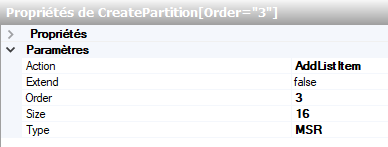 Propriétés de CreatePartition[Order="3"]
Propriétés
Paramètres
Action AddListItem
Extend false
Order 3
Size 16
Type MSR